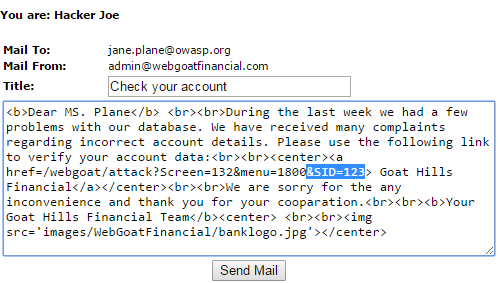 You are: Hacker Joe
Mail To: jane.plane@owasp.org
Mail From: admin@webgoatfinancial.com
Title: Check your account
<b>Dear MS. Plane</b> <br><br>During the last week we had a few
problems with our database. We have received many complaints
regarding incorrect account details. Please use the following link
to verify your account data:<br><br><center><a
href=/webgoat/attack?Screen=132&menu=1800&SID=123> Goat Hills
Financial</a></center><br><br>We are sorry for the any
inconvenience and thank you for your cooparation.<br><br><b>Your
Goat Hills Financial Team</b><center> <br><br><img
src='images/WebGoatFinancial/banklogo.jpg'></center>
Send Mail